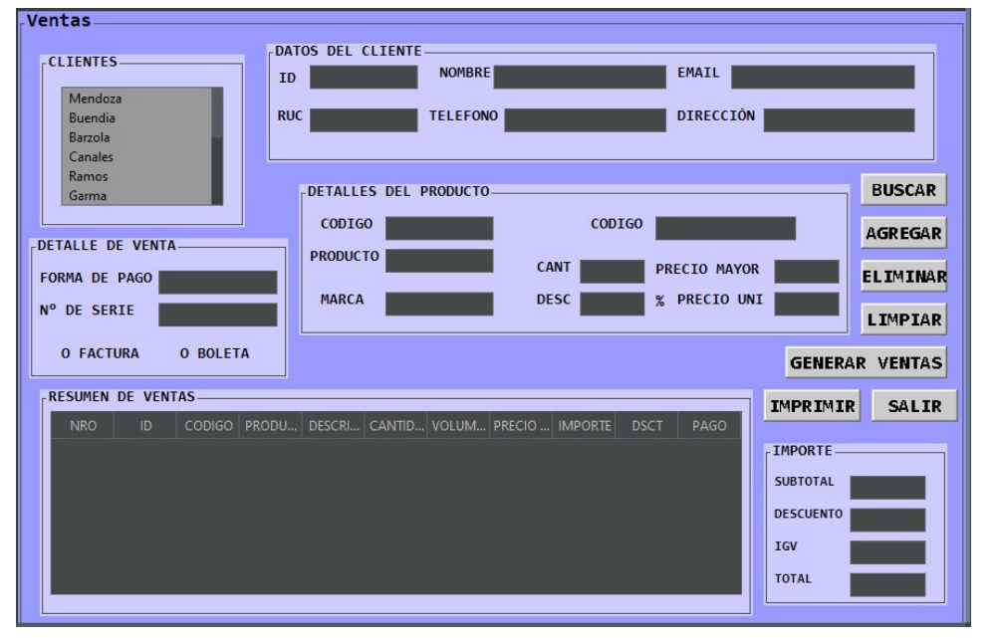 Ventas
CLIENTES
Mendoza
Buendia
Barzola
Canales
Ramos
Garma
DATOS DEL CLIENTE
ID NOMBRE EMAIL
RUC TELEFONO DIRECCIÓN
DETALLES DEL PRODUCTO
CODIGO CODIGO
PRODUCTO
CANT PRECIO MAYOR
MARCA DESC % PRECIO UNI
BUSCAR
AGREGAR
ELIMINAR
LIMPIAR
GENERAR VENTAS
IMPRIMIR SALIR
DETALLE DE VENTA
FORMA DE PAGO
Nº DE SERIE
O FACTURA O BOLETA
RESUMEN DE VENTAS
NRO ID CODIGO PRODU... DESCRI... CANTID... VOLUM... PRECIO ... IMPORTE DSCT PAGO
IMPORTE
SUBTOTAL
DESCUENTO
IGV
TOTAL